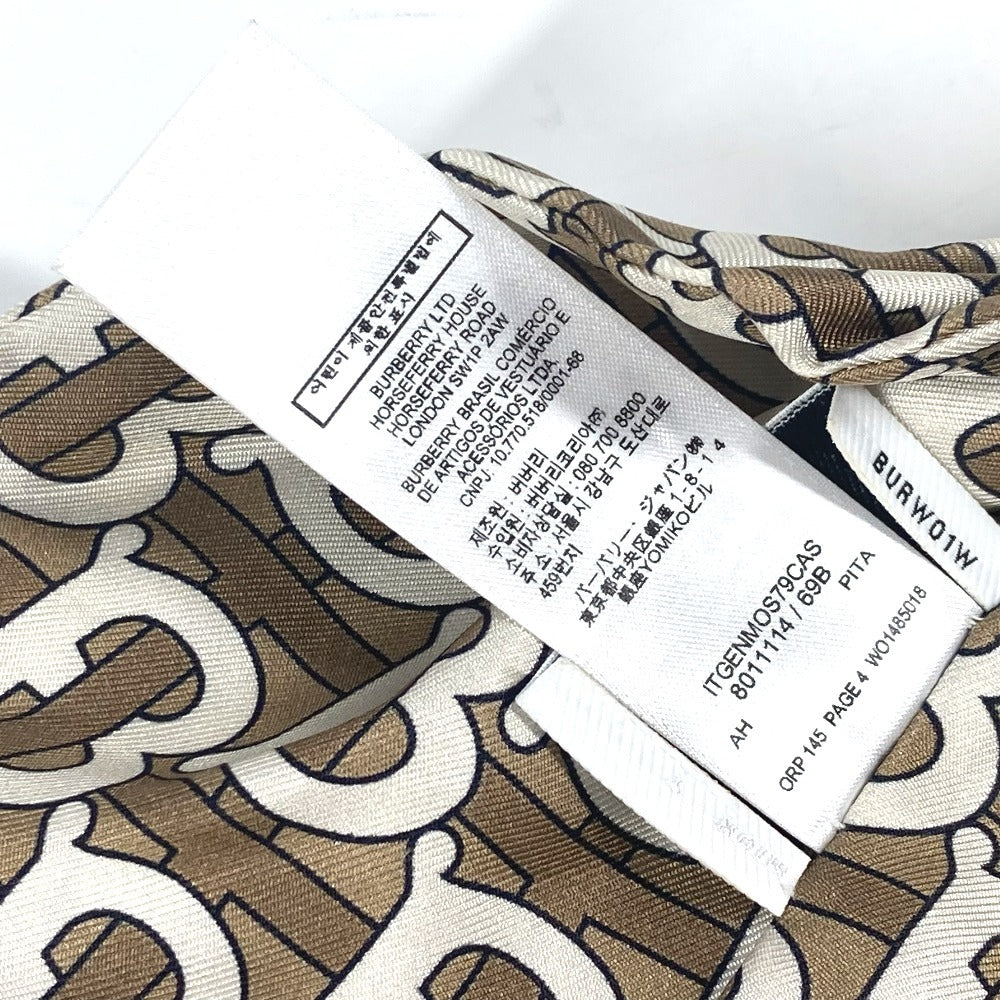 어린이 제품안전특별법에
의한 표시
BURBERRY LTD
HORSEFERRY HOUSE
HORSEFERRY ROAD
LONDON SW1P 2AW
BURBERRY BRASIL COMERCIO
DE ARTIGOS DE VESTUARIO E
ACESSORIOS LTDA.
CNPJ: 10.770.518/0001-68
제조원: 버버리
수입원: 버버리코리아㈜
소비자상담실: 080 700 8800
주 소: 서울시 강남구 도산대로
459번지
バーバリー・ジャパン㈱
東京都中央区銀座1-8-14
銀座YOMIKOビル
ITGENMOS79CAS
8011114 / 69B
AH PITA
ORP 145 PAGE 4 WO1485018
BURW01W